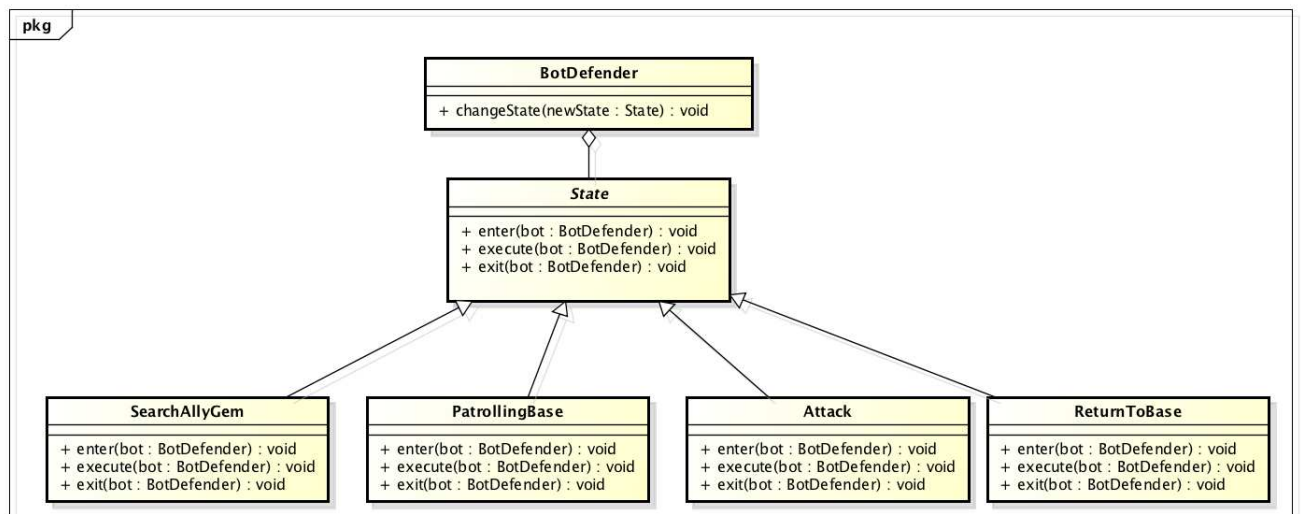 pkg
BotDefender
+ changeState(newState : State) : void
State
+ enter(bot : BotDefender) : void
+ execute(bot : BotDefender) : void
+ exit(bot : BotDefender) : void
SearchAllyGem
+ enter(bot : BotDefender) : void
+ execute(bot : BotDefender) : void
+ exit(bot : BotDefender) : void
PatrollingBase
+ enter(bot : BotDefender) : void
+ execute(bot : BotDefender) : void
+ exit(bot : BotDefender) : void
Attack
+ enter(bot : BotDefender) : void
+ execute(bot : BotDefender) : void
+ exit(bot : BotDefender) : void
ReturnToBase
+ enter(bot : BotDefender) : void
+ execute(bot : BotDefender) : void
+ exit(bot : BotDefender) : void